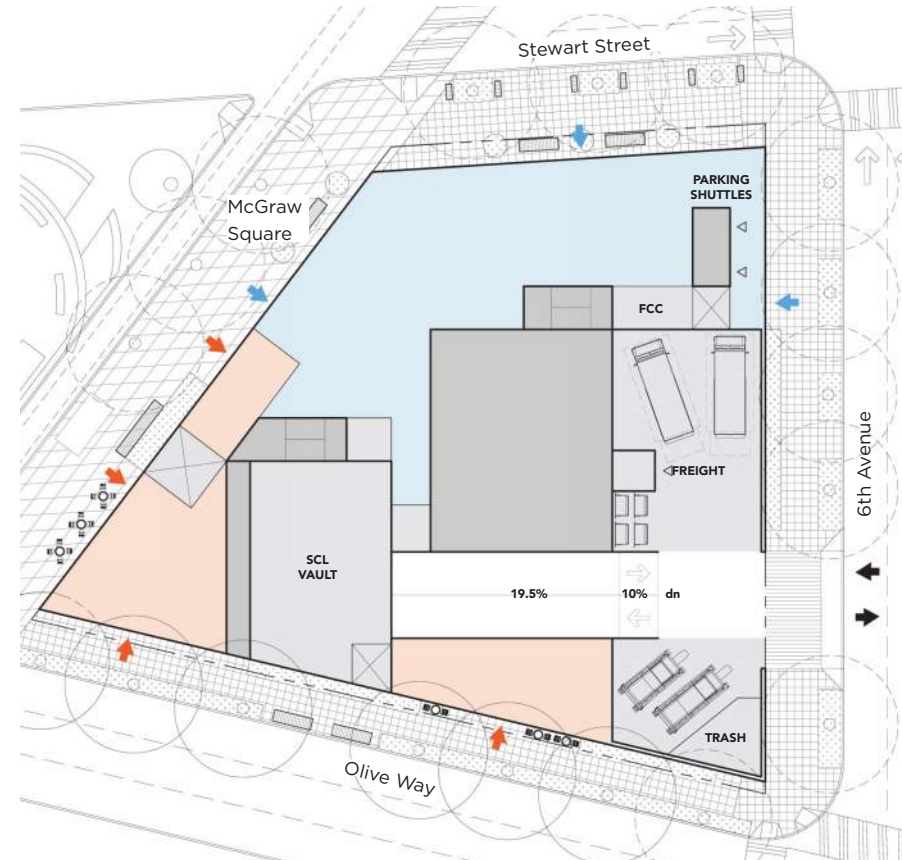 Stewart Street
PARKING
SHUTTLES
McGraw
Square
FCC
6th Avenue
FREIGHT
SCL
VAULT
19.5%
10%
dn
TRASH
Olive Way